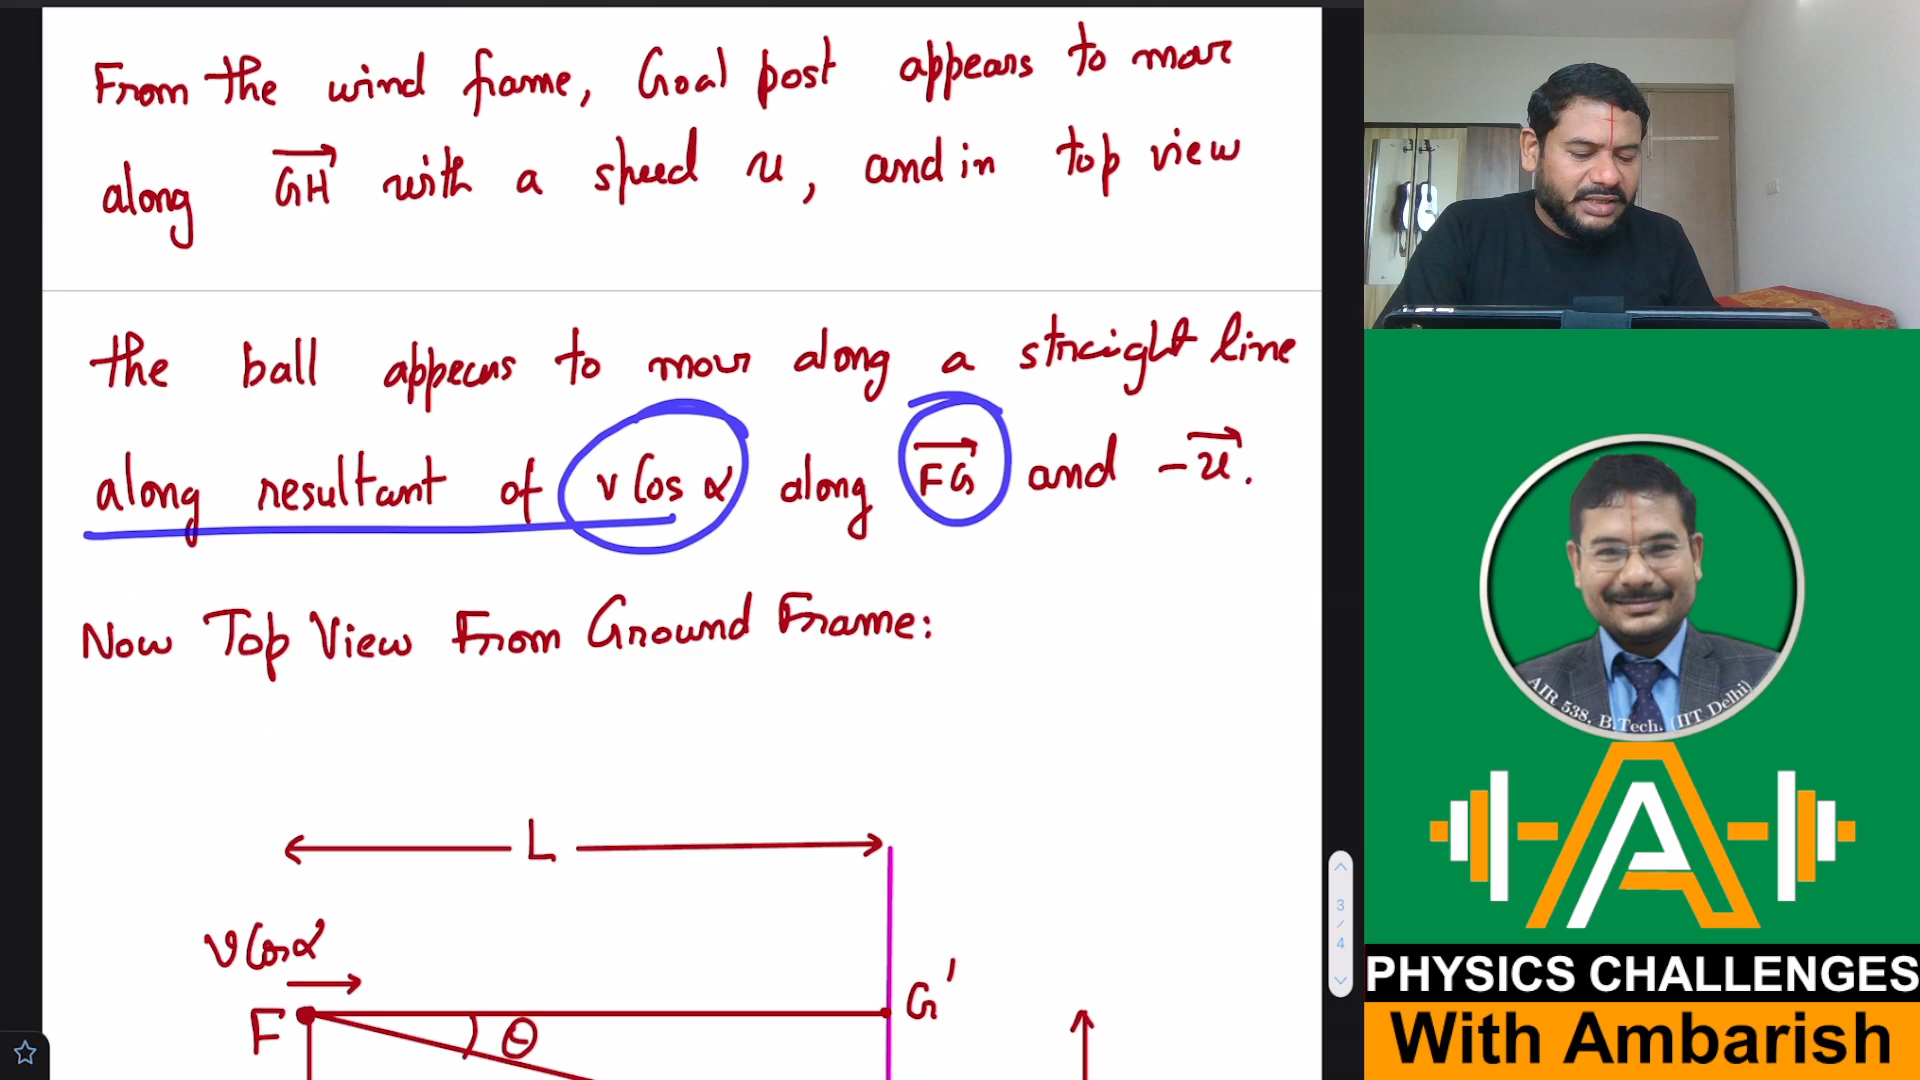 From the wind frame, Goal post appears to move
along GH with a speed u, and in top view
the ball appears to move along a straight line
along resultant of v Cos α along FG and -u.
Now Top View From Ground Frame:
L
v Cos α
G'
F
θ
3
/
4
AIR 538, B.Tech. (IIT Delhi)
A
PHYSICS CHALLENGES
With Ambarish